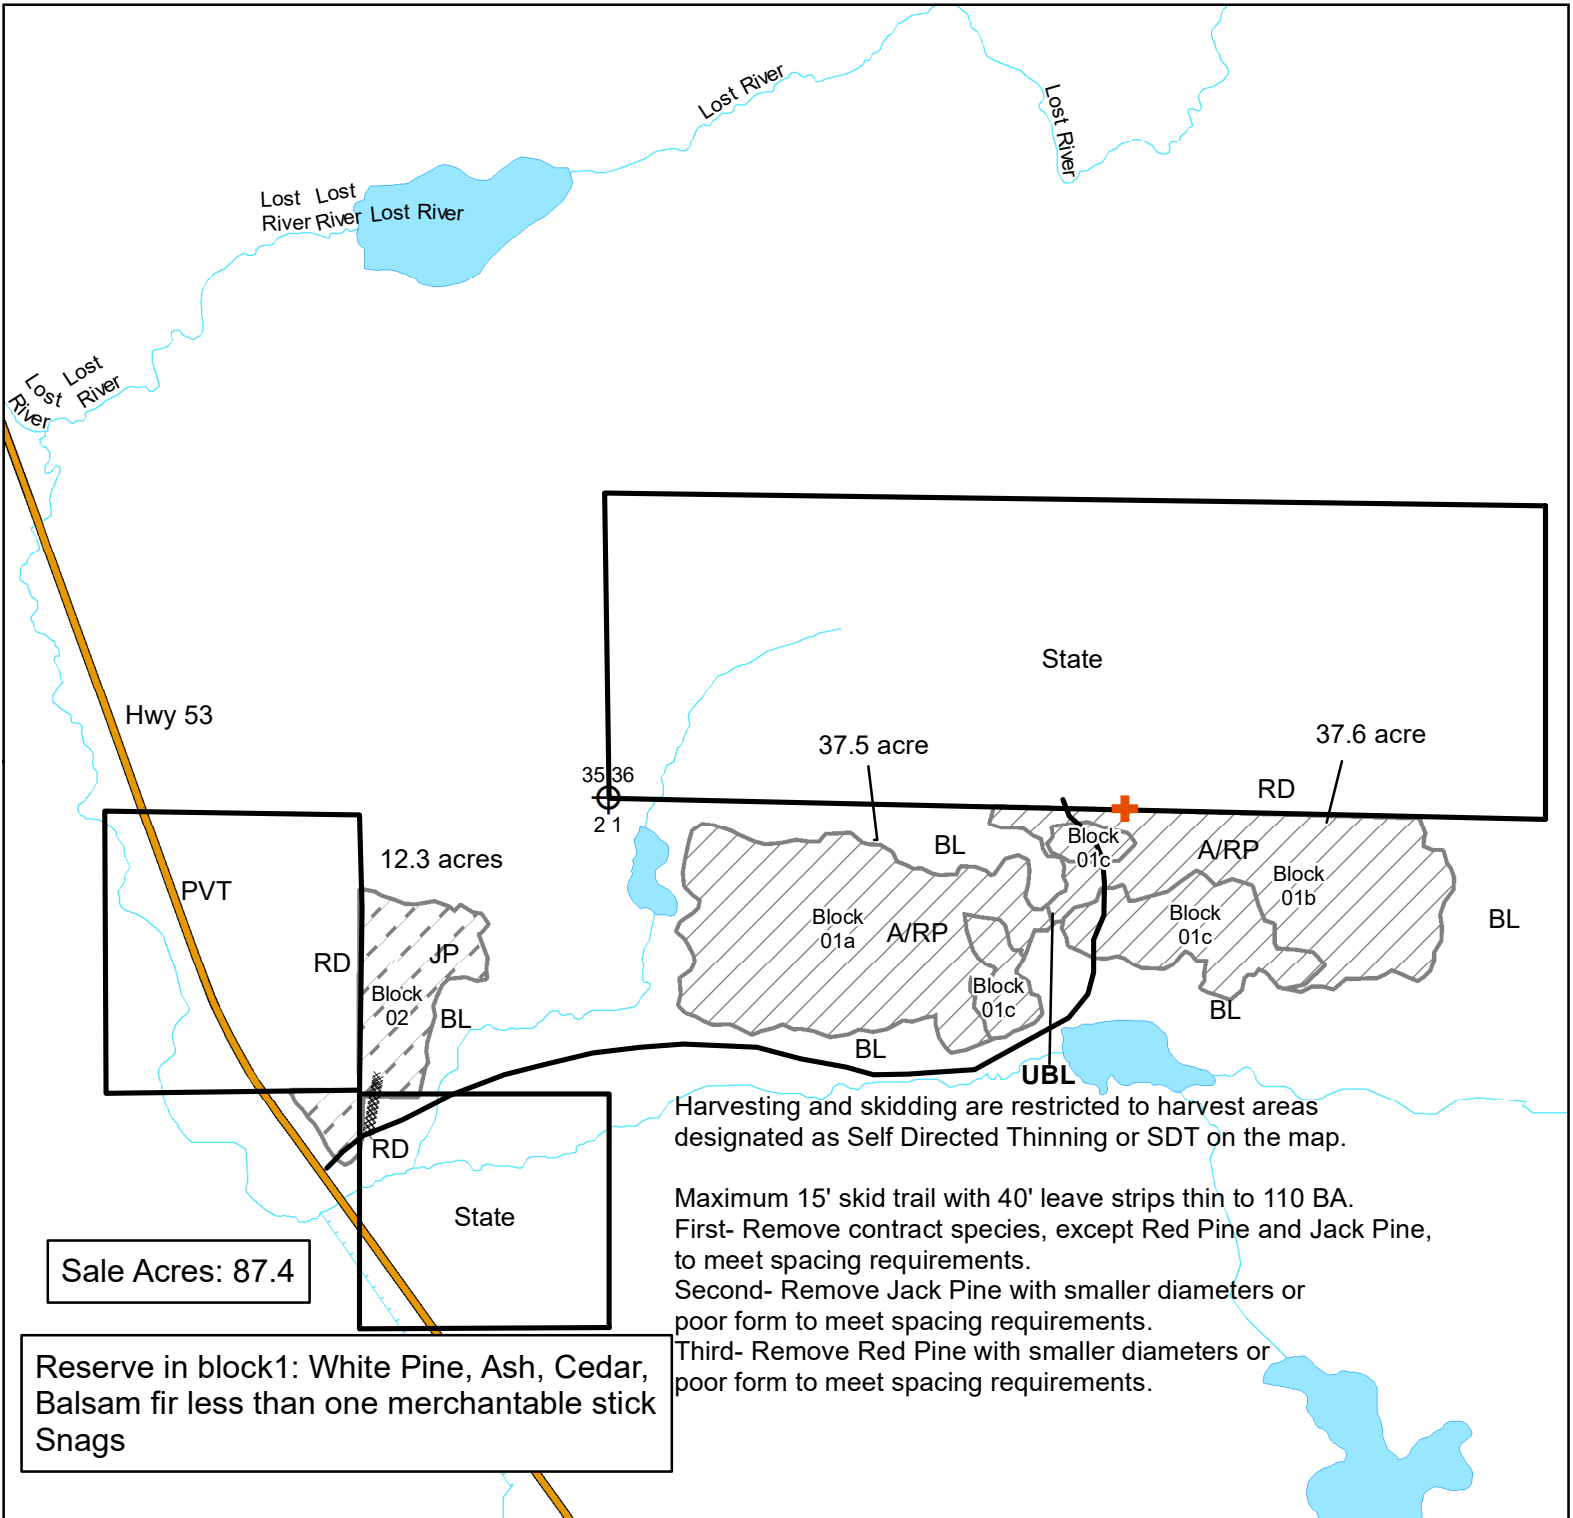 Lost River
Lost River
Lost Lost
River River Lost River
Lost
River
Lost
River
State
Hwy 53
37.5 acre
37.6 acre
35 36
2 1
RD
Block
01c
BL
A/RP
12.3 acres
Block
01b
PVT
Block
01a
A/RP
Block
01c
BL
JP
RD
Block
02
Block
01c
BL
BL
BL
UBL
Harvesting and skidding are restricted to harvest areas
designated as Self Directed Thinning or SDT on the map.
RD
Maximum 15' skid trail with 40' leave strips thin to 110 BA.
First- Remove contract species, except Red Pine and Jack Pine,
to meet spacing requirements.
Second- Remove Jack Pine with smaller diameters or
poor form to meet spacing requirements.
Third- Remove Red Pine with smaller diameters or
poor form to meet spacing requirements.
State
Sale Acres: 87.4
Reserve in block1: White Pine, Ash, Cedar,
Balsam fir less than one merchantable stick
Snags